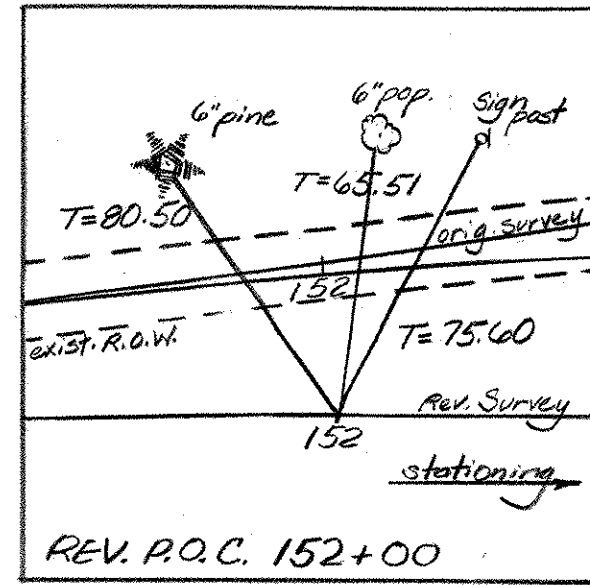 6" pine
6" pop.
sign
post
T=80.50
T=65.51
orig. survey
152
exist. R.O.W.
T=75.60
Rev. Survey
152
stationing
REV. P.O.C. 152+00